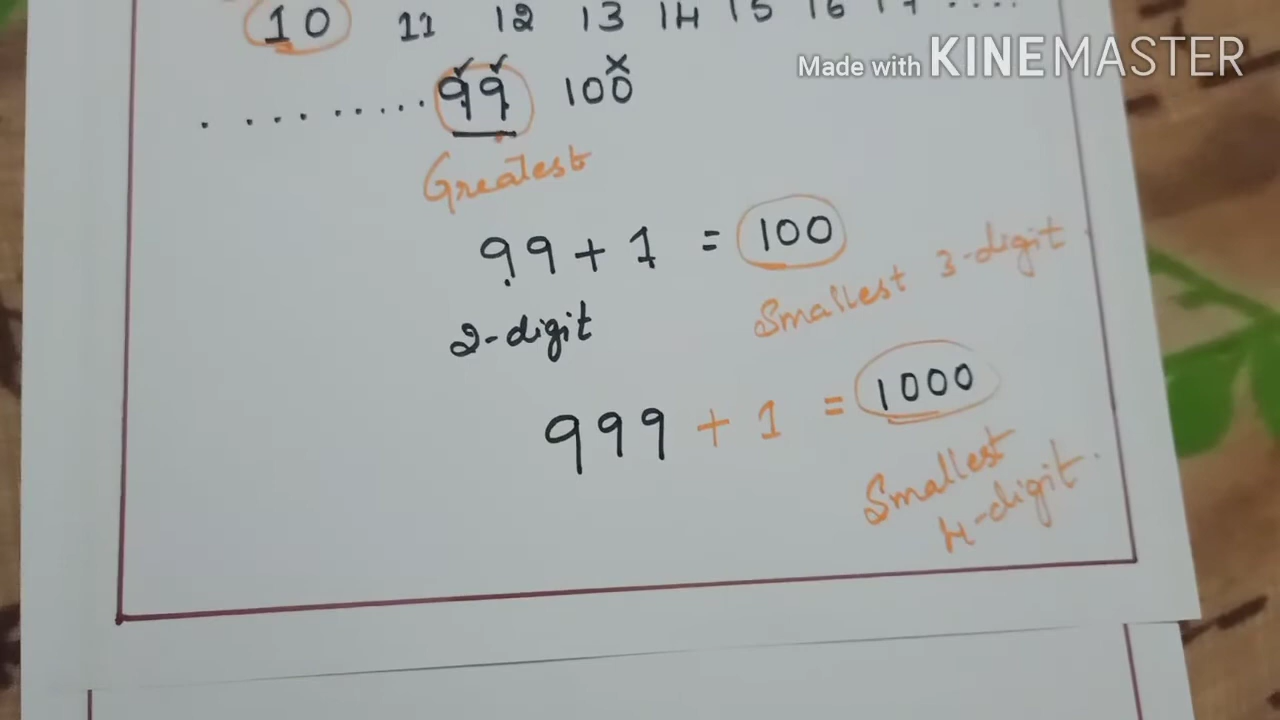 10 11 12 13 14 15 16 17 ....
Made with KINEMASTER
.......... 99 100
Greatest
99 + 1 = 100
2-digit
Smallest 3-digit
999 + 1 = 1000
Smallest
4-digit